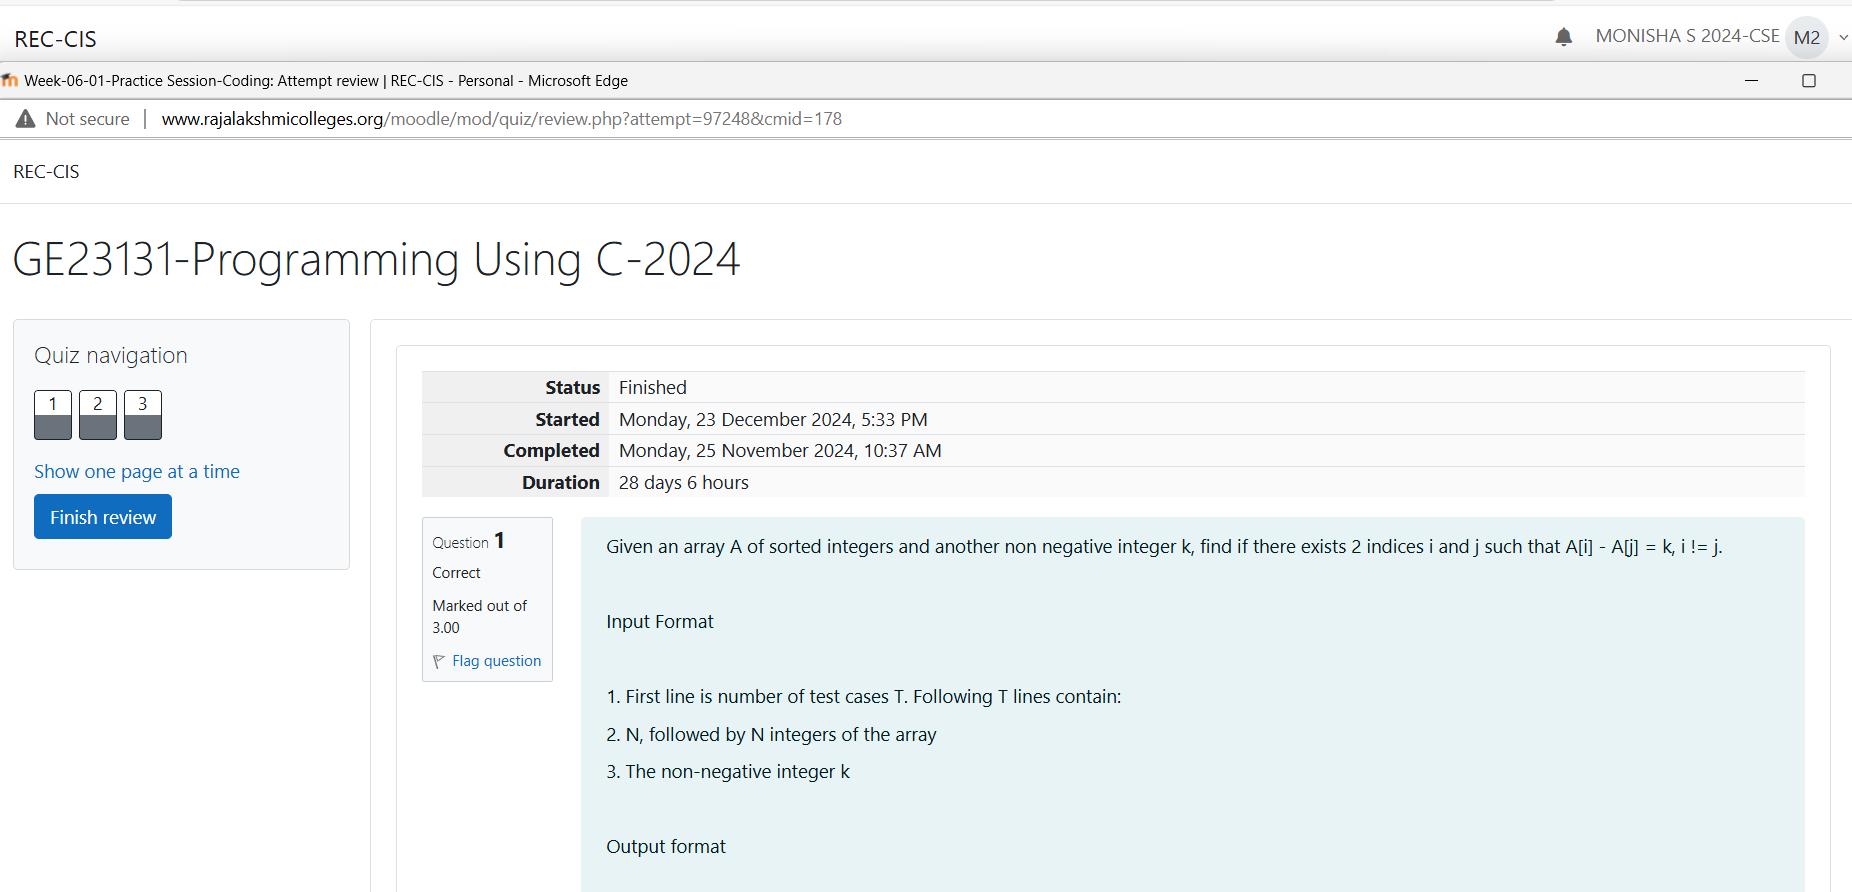 REC-CIS
MONISHA S 2024-CSE M2
Week-06-01-Practice Session-Coding: Attempt review | REC-CIS - Personal - Microsoft Edge
Not secure | www.rajalakshmicolleges.org/moodle/mod/quiz/review.php?attempt=97248&cmid=178
REC-CIS
GE23131-Programming Using C-2024
Quiz navigation
1 2 3
Show one page at a time
Finish review
Status Finished
Started Monday, 23 December 2024, 5:33 PM
Completed Monday, 25 November 2024, 10:37 AM
Duration 28 days 6 hours
Question 1
Correct
Marked out of
3.00
Flag question
Given an array A of sorted integers and another non negative integer k, find if there exists 2 indices i and j such that A[i] - A[j] = k, i != j.
Input Format
1. First line is number of test cases T. Following T lines contain:
2. N, followed by N integers of the array
3. The non-negative integer k
Output format